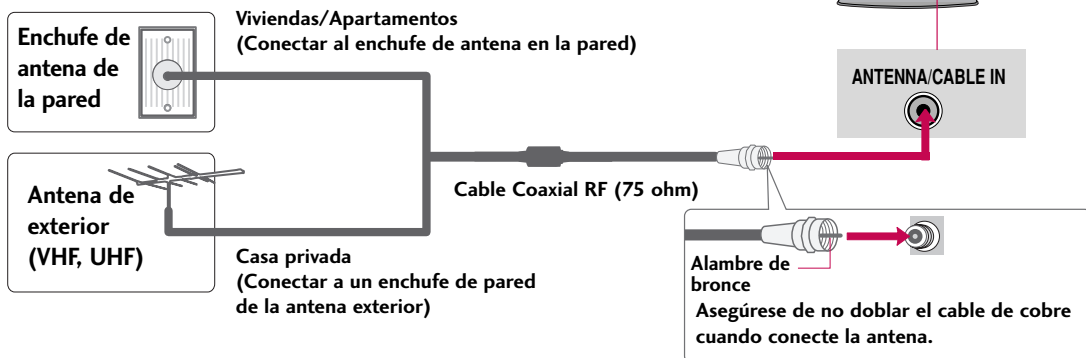 Enchufe de
antena de
la pared
Viviendas/Apartamentos
(Conectar al enchufe de antena en la pared)
ANTENNA/CABLE IN
Antena de
exterior
(VHF, UHF)
Cable Coaxial RF (75 ohm)
Casa privada
(Conectar a un enchufe de pared
de la antena exterior)
Alambre de
bronce
Asegúrese de no doblar el cable de cobre
cuando conecte la antena.